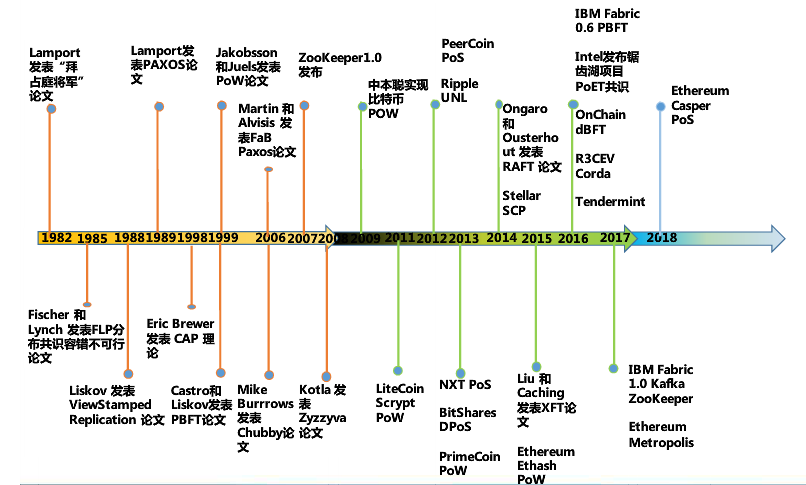 Lamport
发表“拜
占庭将军”
论文
Lamport发
表PAXOS论
文
Jakobsson
和Juels发表
PoW论文
Martin 和
Alvisis 发
表FaB
Paxos论文
ZooKeeper1.0
发布
中本聪实现
比特币
POW
PeerCoin
PoS
Ripple
UNL
Ongaro
和
Ousterho
ut 发表
RAFT 论文
Stellar
SCP
IBM Fabric
0.6 PBFT
Intel发布锯
齿湖项目
PoET共识
OnChain
dBFT
R3CEV
Corda
Tendermint
Ethereum
Casper
PoS
1982 1985 1988 1989 1998 1999 2006 2007 2008 2009 2011 2012 2013 2014 2015 2016 2017 2018
Fischer 和
Lynch 发表FLP分
布共识容错不可行
论文
Liskov 发表
ViewStamped
Replication 论文
Eric Brewer
发表 CAP 理
论
Castro和
Liskov发表
PBFT论文
Mike
Burrrows
发表
Chubby论
文
Kotla 发
表
Zyzzyva
论文
LiteCoin
Scrypt
PoW
NXT PoS
BitShares
DPoS
PrimeCoin
PoW
Liu 和
Caching
发表XFT论
文
Ethereum
Ethash
PoW
IBM Fabric
1.0 Kafka
ZooKeeper
Ethereum
Metropolis